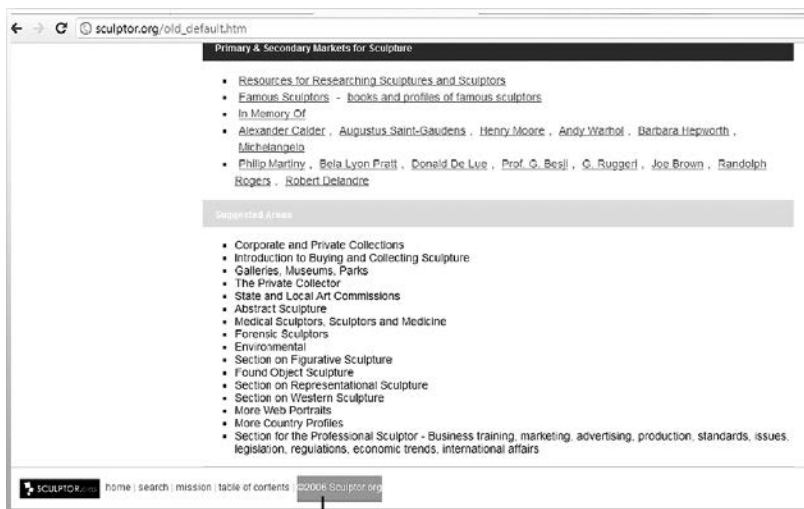 sculptor.org/old_default.htm
Primary & Secondary Markets for Sculpture
Resources for Researching Sculptures and Sculptors
Famous Sculptors - books and profiles of famous sculptors
In Memory Of
Alexander Calder , Augustus Saint-Gaudens , Henry Moore , Andy Warhol , Barbara Hepworth ,
Michelangelo
Philip Martiny , Bela Lyon Pratt , Donald De Lue , Prof. G. Besji , G. Ruggeri , Joe Brown , Randolph
Rogers , Robert Delandre
Suggested Areas
Corporate and Private Collections
Introduction to Buying and Collecting Sculpture
Galleries, Museums, Parks
The Private Collector
State and Local Art Commissions
Abstract Sculpture
Medical Sculptors, Sculptors and Medicine
Forensic Sculptors
Environmental
Section on Figurative Sculpture
Found Object Sculpture
Section on Representational Sculpture
Section on Western Sculpture
More Web Portraits
More Country Profiles
Section for the Professional Sculptor - Business training, marketing, advertising, production, standards, issues,
legislation, regulations, economic trends, international affairs
SCULPTOR.ORG home | search | mission | table of contents | ©2006 Sculptor.org